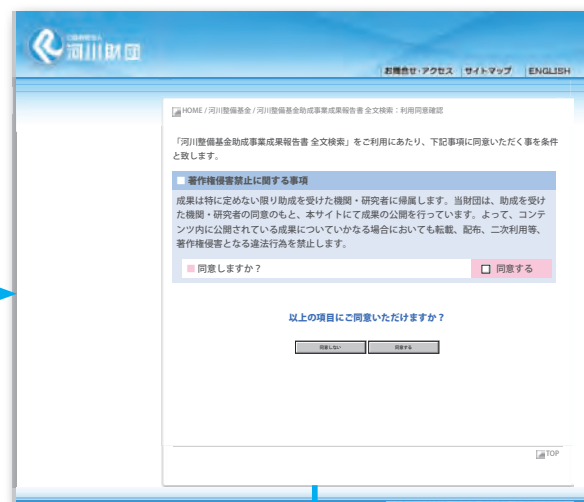 公益財団法人
河川財団
お問合せ・アクセス サイトマップ ENGLISH
HOME / 河川整備基金 / 河川整備基金助成事業成果報告書 全文検索：利用同意確認
「河川整備基金助成事業成果報告書 全文検索」をご利用にあたり、下記事項に同意いただく事を条件
と致します。
著作権侵害禁止に関する事項
成果は特に定めない限り助成を受けた機関・研究者に帰属します。当財団は、助成を受け
た機関・研究者の同意のもと、本サイトにて成果の公開を行っています。よって、コンテ
ンツ内に公開されている成果についていかなる場合においても転載、配布、二次利用等、
著作権侵害となる違法行為を禁止します。
同意しますか？ 同意する
以上の項目にご同意いただけますか？
同意しない 同意する
TOP